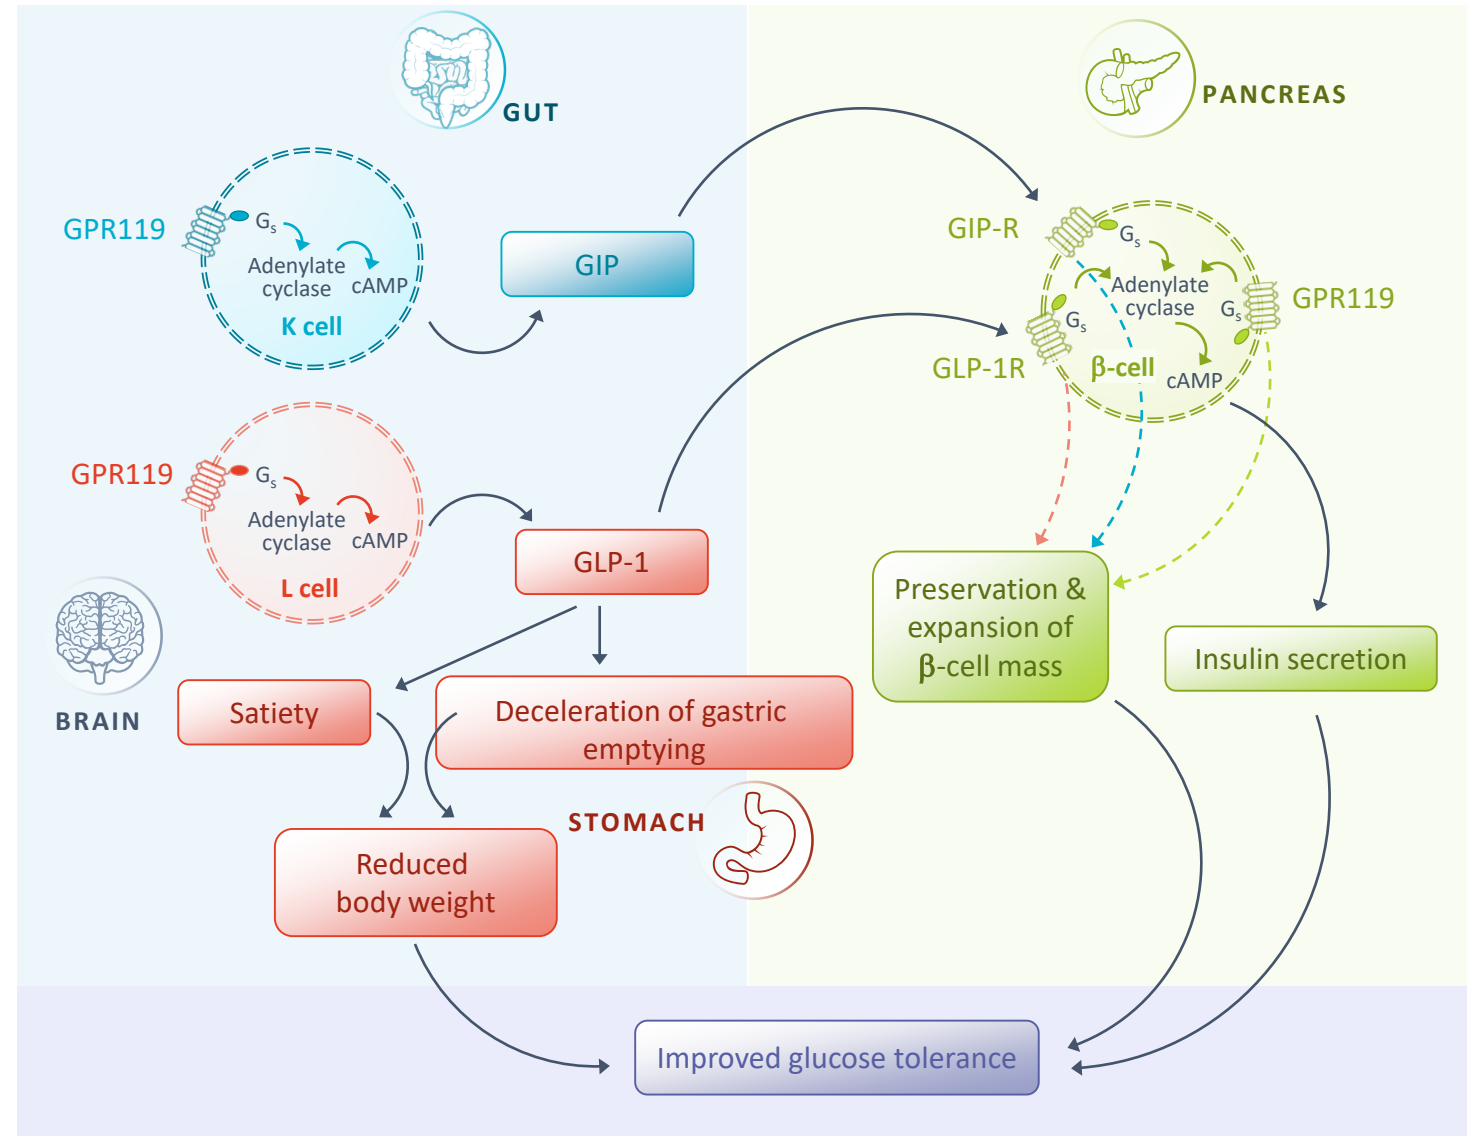 GUT
PANCREAS
GPR119
Gs
Adenylate
cyclase
cAMP
K cell
GIP
GIP-R
Gs
Adenylate
cyclase
Gs
Gs
GPR119
GLP-1R
β-cell
cAMP
GPR119
Gs
Adenylate
cyclase
cAMP
L cell
GLP-1
BRAIN
Satiety
Deceleration of gastric
emptying
STOMACH
Reduced
body weight
Preservation &
expansion of
β-cell mass
Insulin secretion
Improved glucose tolerance